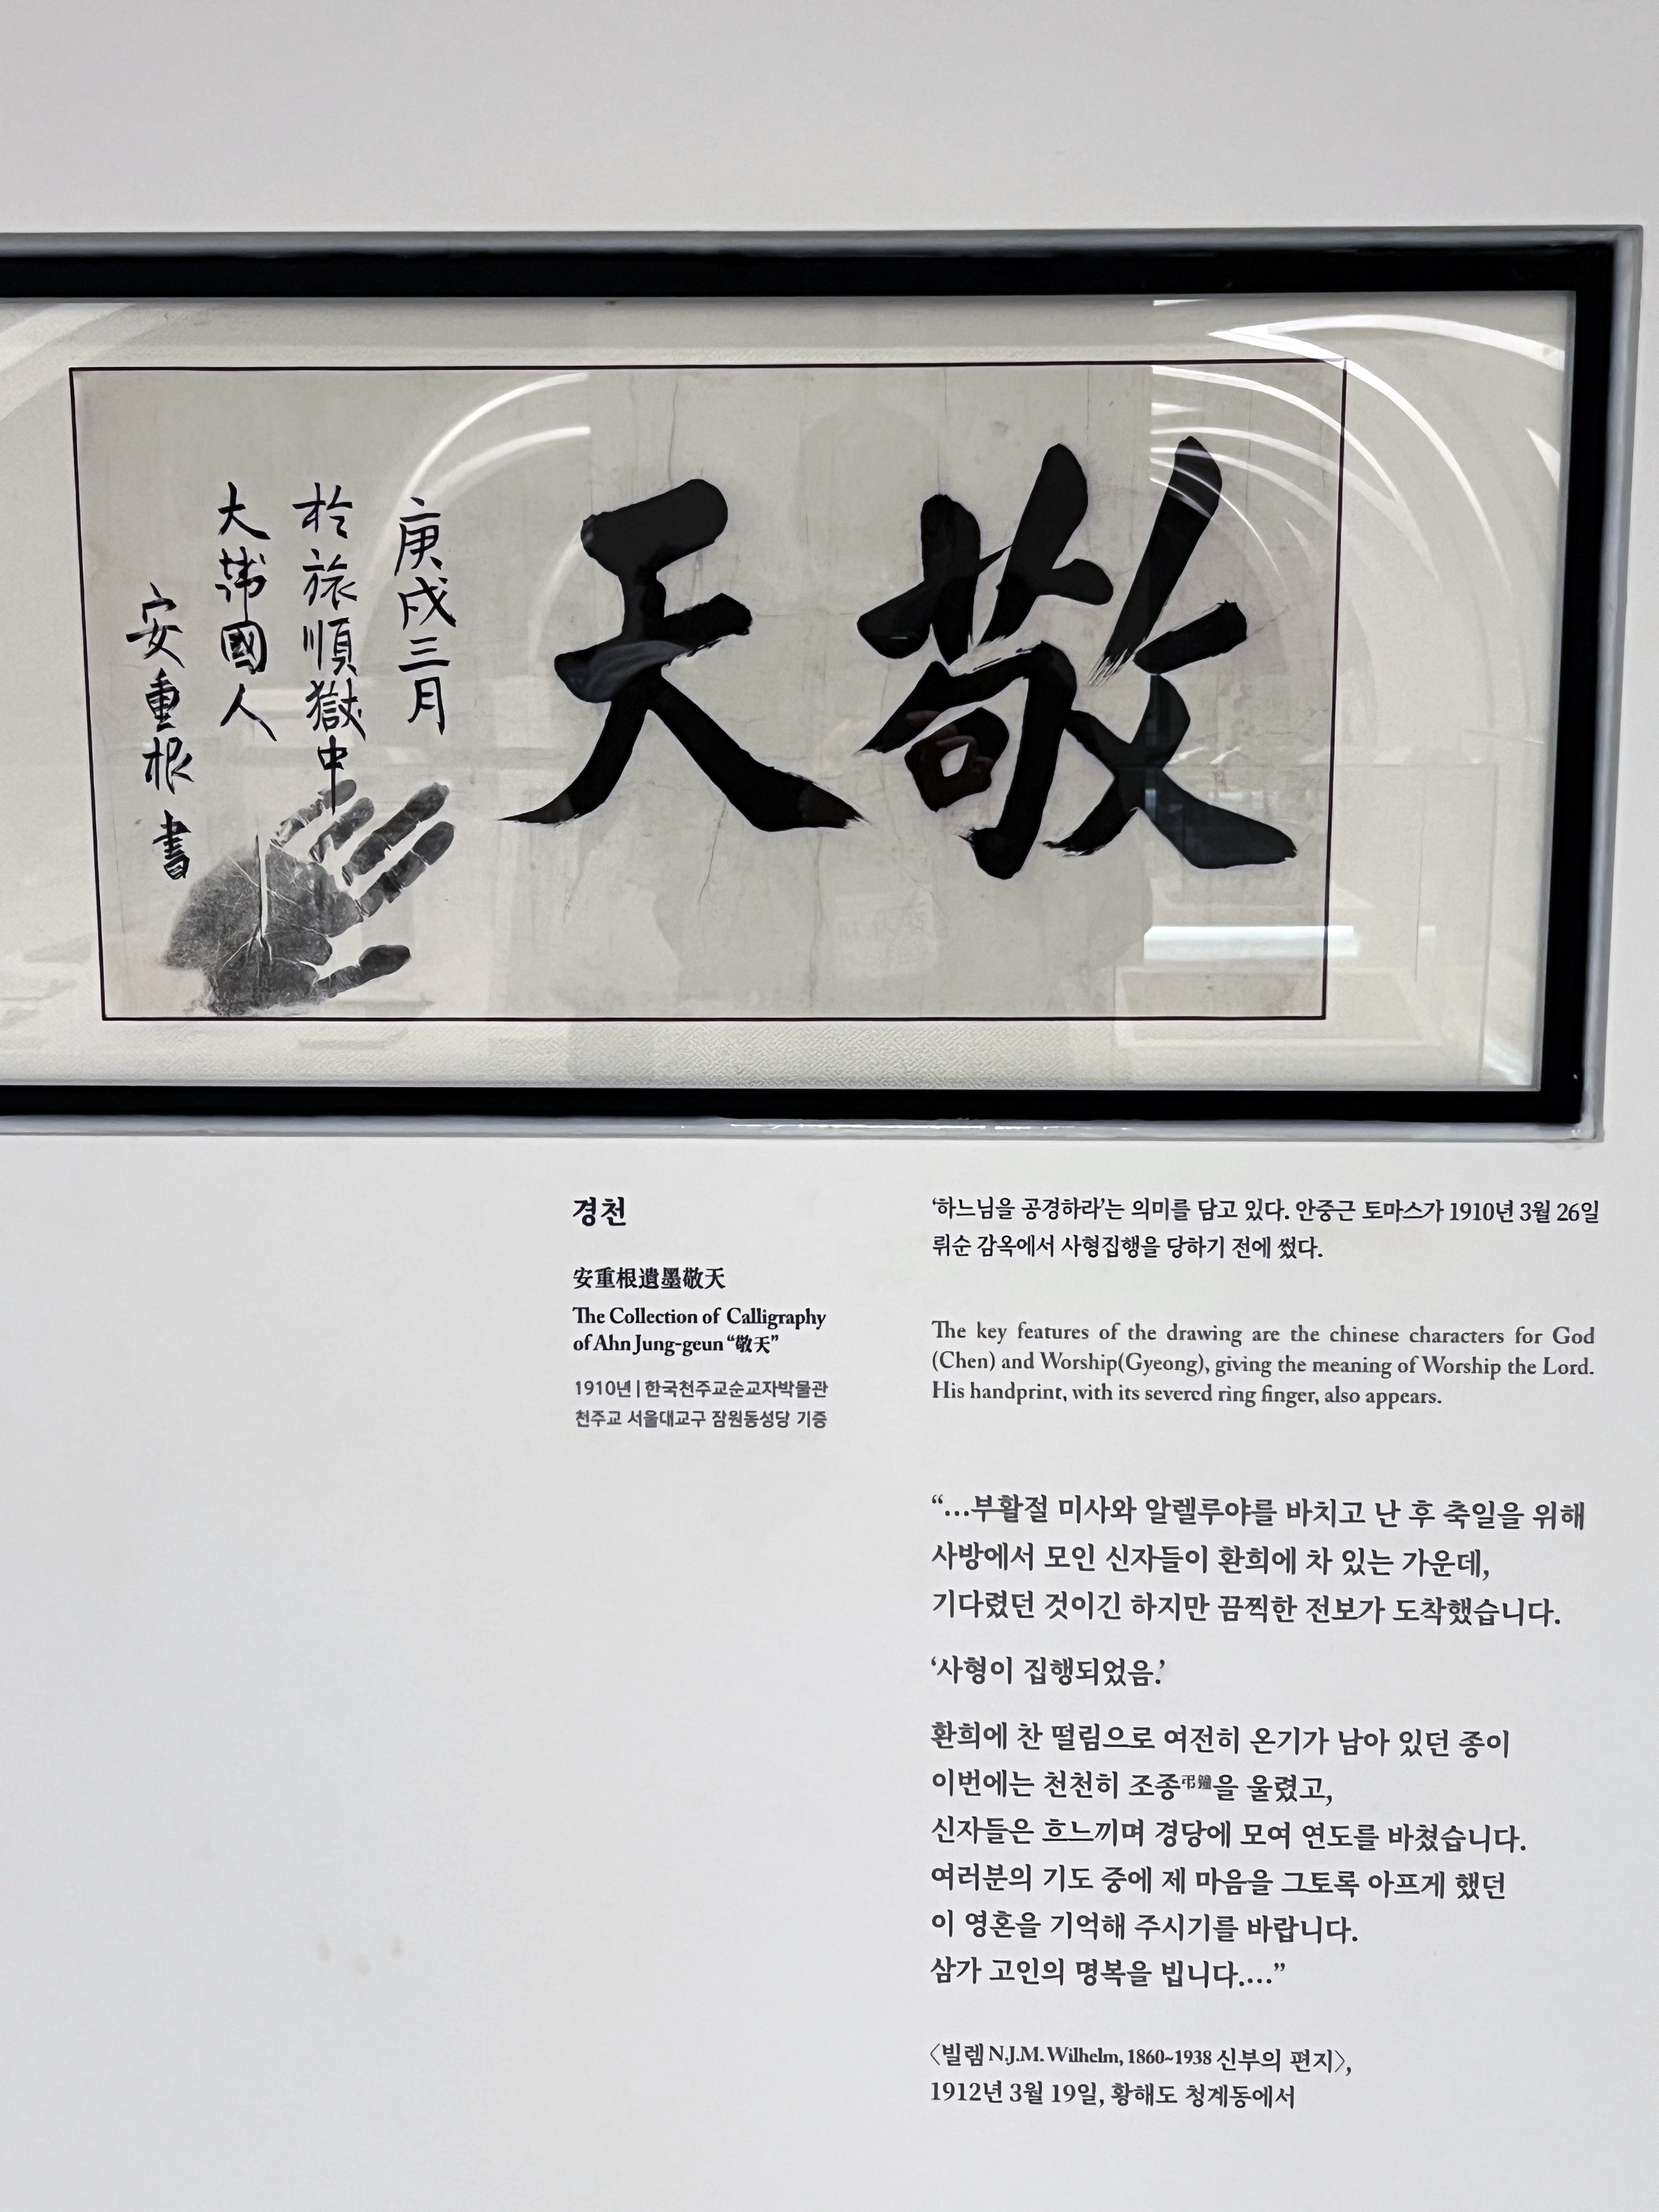 敬天
庚戌三月
於旅順獄中
大韓國人
安重根 書
경천
安重根遺墨敬天
The Collection of Calligraphy
of Ahn Jung-geun “敬天”
1910년 | 한국천주교순교자박물관
천주교 서울대교구 잠원동성당 기증
‘하느님을 공경하라’는 의미를 담고 있다. 안중근 토마스가 1910년 3월 26일
뤼순 감옥에서 사형집행을 당하기 전에 썼다.
The key features of the drawing are the chinese characters for God
(Chen) and Worship(Gyeong), giving the meaning of Worship the Lord.
His handprint, with its severed ring finger, also appears.
“…부활절 미사와 알렐루야를 바치고 난 후 축일을 위해
사방에서 모인 신자들이 환희에 차 있는 가운데,
기다렸던 것이긴 하지만 끔찍한 전보가 도착했습니다.
‘사형이 집행되었음.’
환희에 찬 떨림으로 여전히 온기가 남아 있던 종이
이번에는 천천히 조종弔鐘을 울렸고,
신자들은 흐느끼며 경당에 모여 연도를 바쳤습니다.
여러분의 기도 중에 제 마음을 그토록 아프게 했던
이 영혼을 기억해 주시기를 바랍니다.
삼가 고인의 명복을 빕니다.…”
〈빌렘 N.J.M. Wilhelm, 1860~1938 신부의 편지〉,
1912년 3월 19일, 황해도 청계동에서